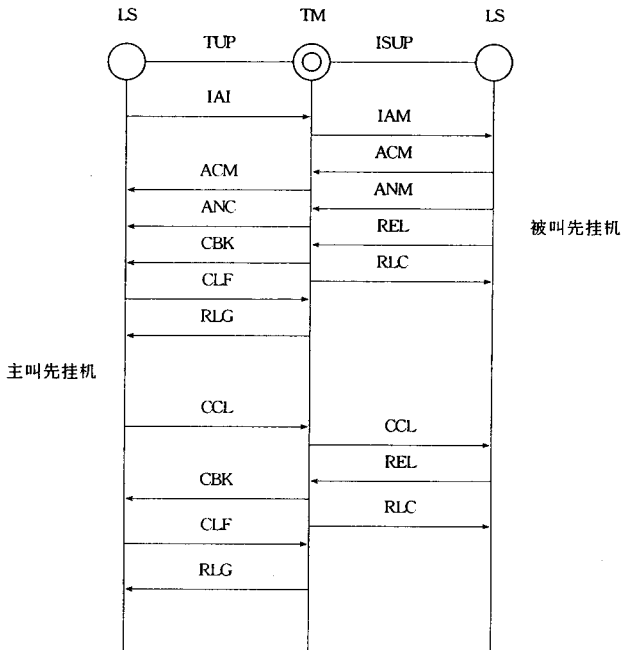 LS TM LS
TUP ISUP
IAI
IAM
ACM
ACM
ANM
ANC
REL
被叫先挂机
CBK
RLC
CLF
RLG
主叫先挂机
CCL
CCL
REL
CBK
RLC
CLF
RLG